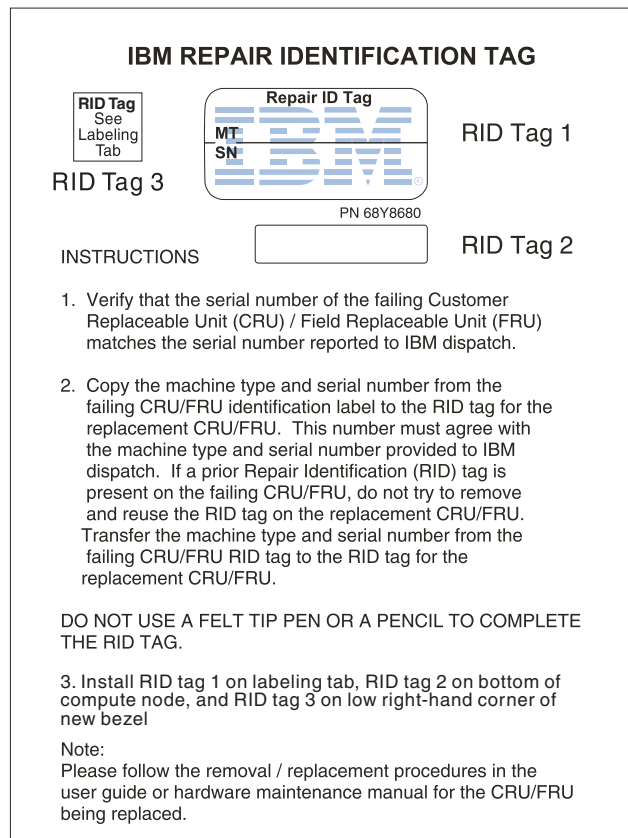 IBM REPAIR IDENTIFICATION TAG
RID Tag
See
Labeling
Tab
RID Tag 3
Repair ID Tag
MT
SN
IBM
®
RID Tag 1
PN 68Y8680
INSTRUCTIONS
RID Tag 2
1. Verify that the serial number of the failing Customer
Replaceable Unit (CRU) / Field Replaceable Unit (FRU)
matches the serial number reported to IBM dispatch.
2. Copy the machine type and serial number from the
failing CRU/FRU identification label to the RID tag for the
replacement CRU/FRU. This number must agree with
the machine type and serial number provided to IBM
dispatch. If a prior Repair Identification (RID) tag is
present on the failing CRU/FRU, do not try to remove
and reuse the RID tag on the replacement CRU/FRU.
Transfer the machine type and serial number from the
failing CRU/FRU RID tag to the RID tag for the
replacement CRU/FRU.
DO NOT USE A FELT TIP PEN OR A PENCIL TO COMPLETE
THE RID TAG.
3. Install RID tag 1 on labeling tab, RID tag 2 on bottom of
compute node, and RID tag 3 on low right-hand corner of
new bezel
Note:
Please follow the removal / replacement procedures in the
user guide or hardware maintenance manual for the CRU/FRU
being replaced.